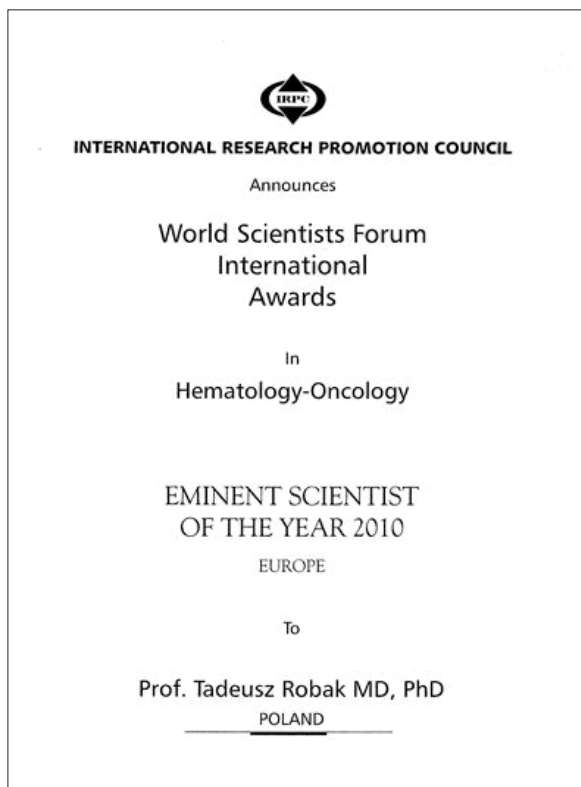 IRPC
INTERNATIONAL RESEARCH PROMOTION COUNCIL
Announces
World Scientists Forum
International
Awards
In
Hematology-Oncology
EMINENT SCIENTIST
OF THE YEAR 2010
EUROPE
To
Prof. Tadeusz Robak MD, PhD
POLAND